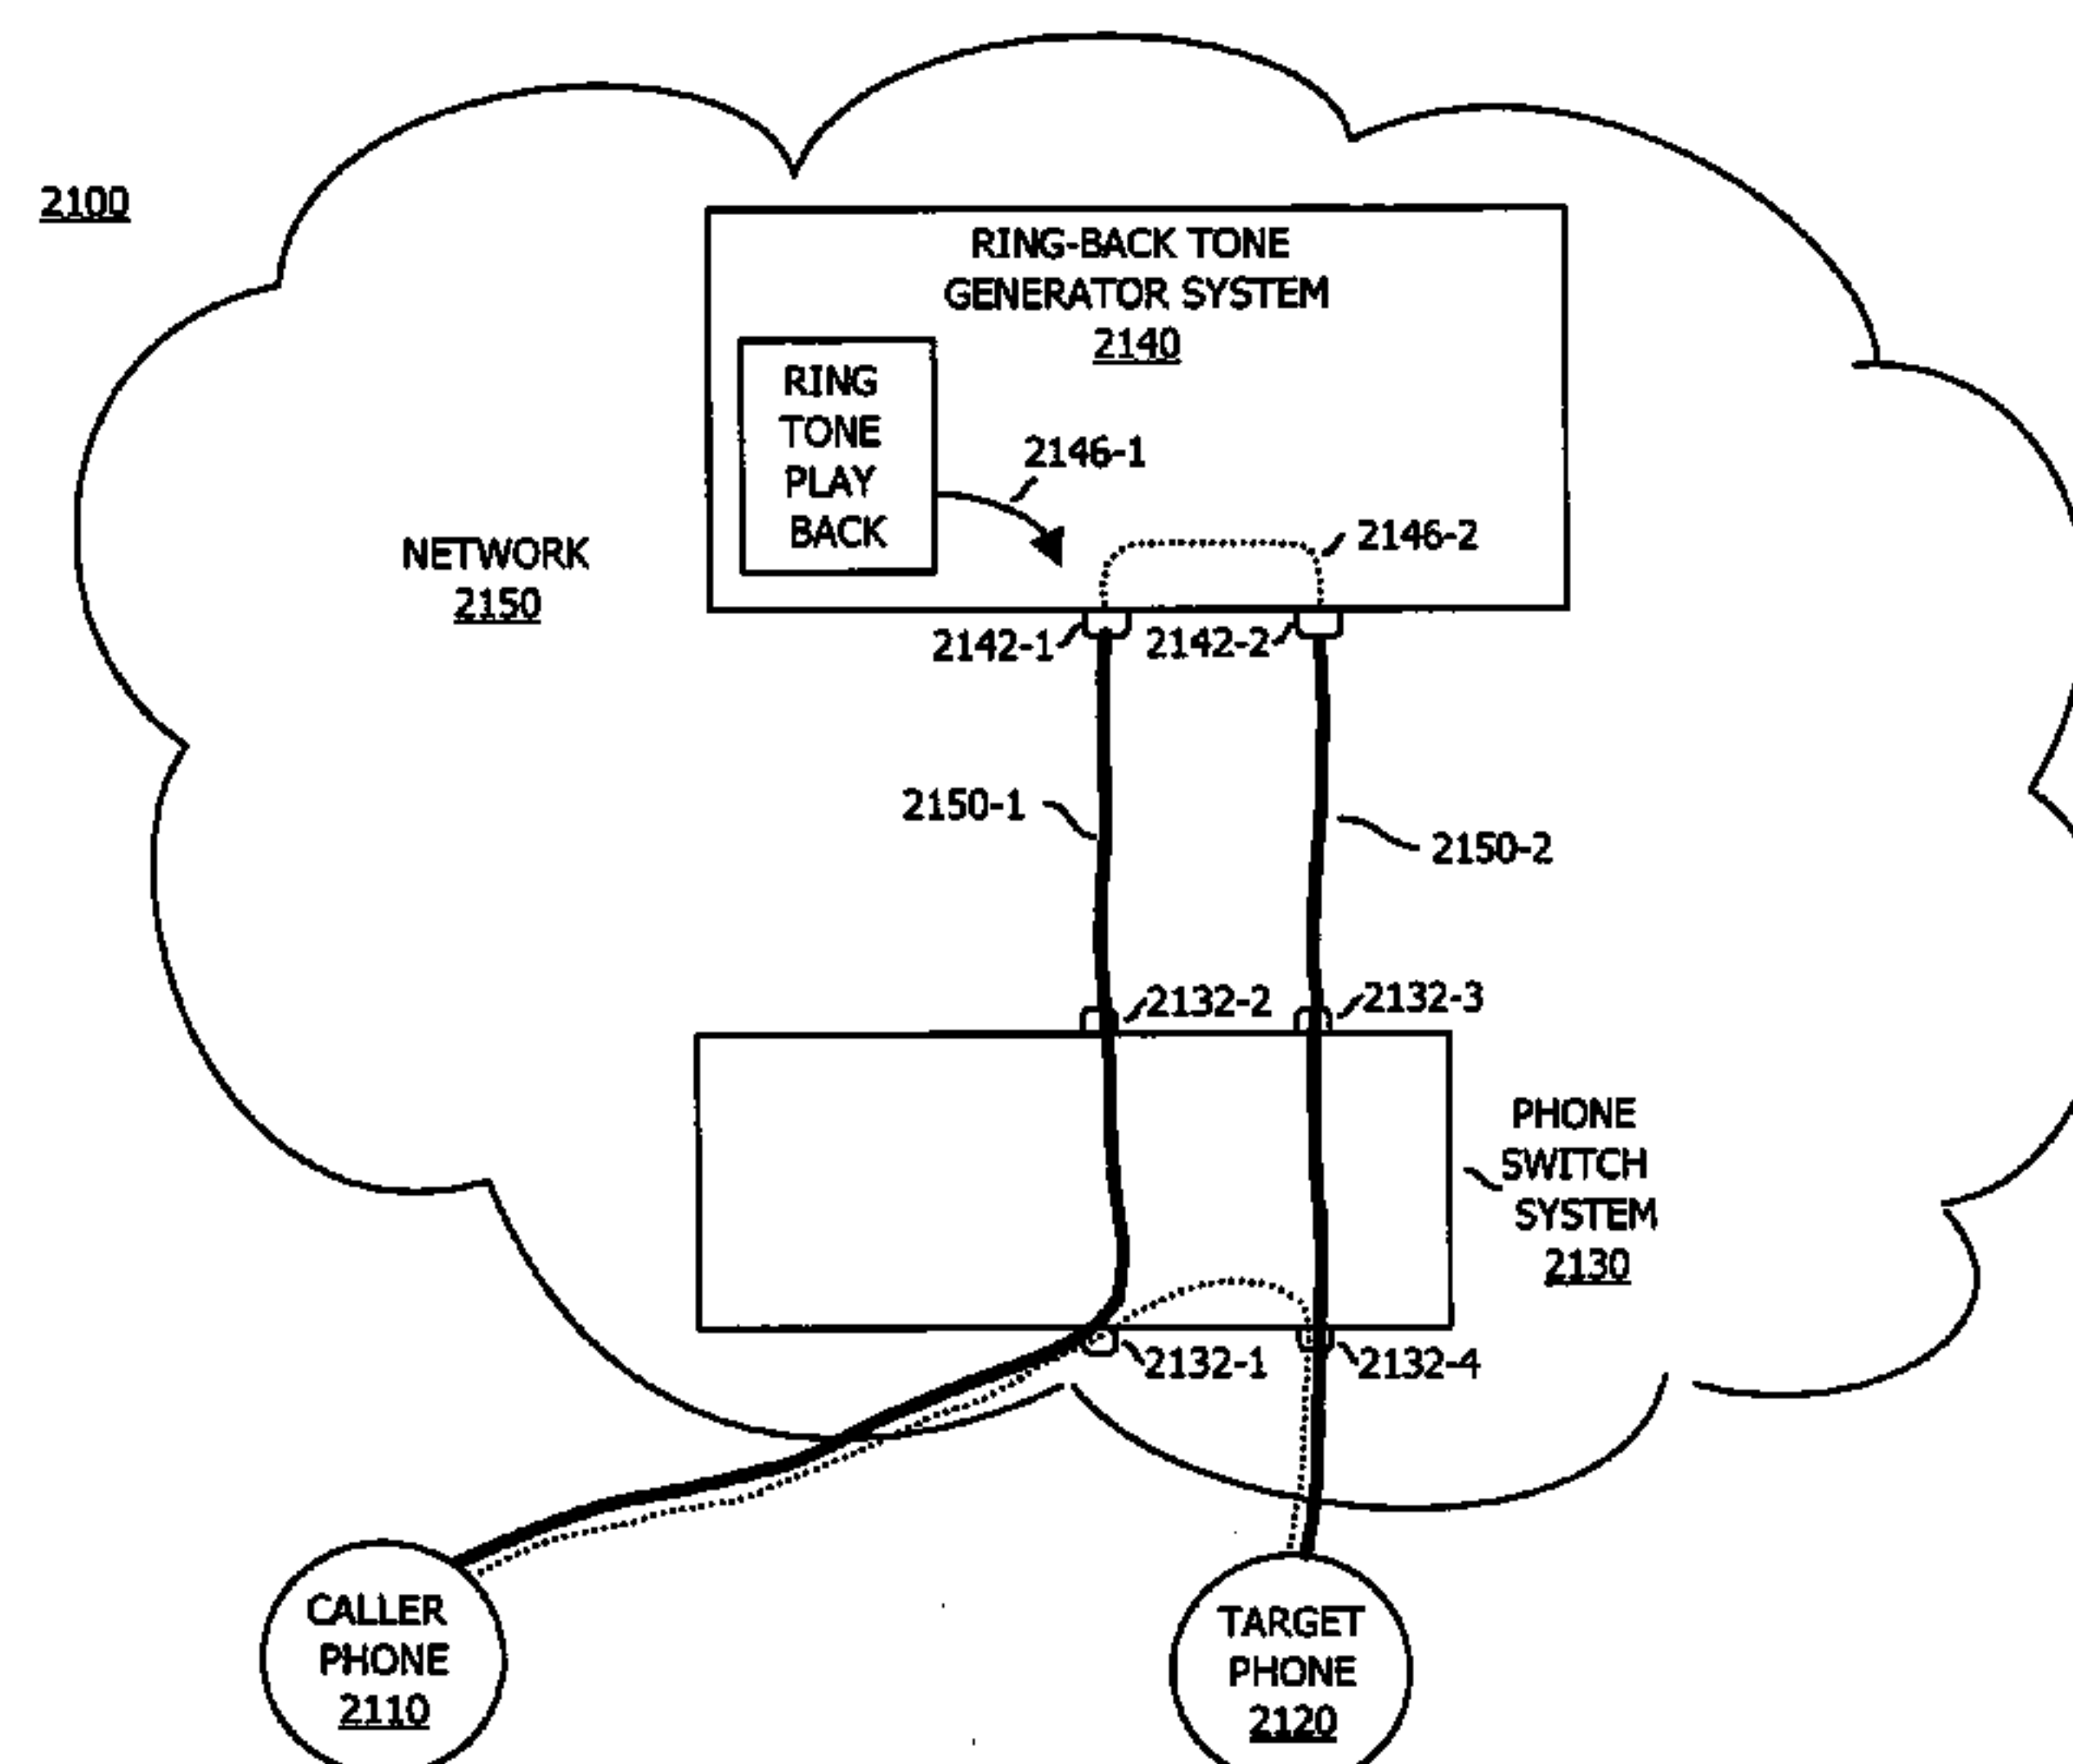 2100
RING-BACK TONE
GENERATOR SYSTEM
2140
RING
TONE
PLAY
BACK
2146-1
2146-2
NETWORK
2150
2142-1
2142-2
2150-1
2150-2
2132-2
2132-3
PHONE
SWITCH
SYSTEM
2130
2132-1
2132-4
CALLER
PHONE
2110
TARGET
PHONE
2120